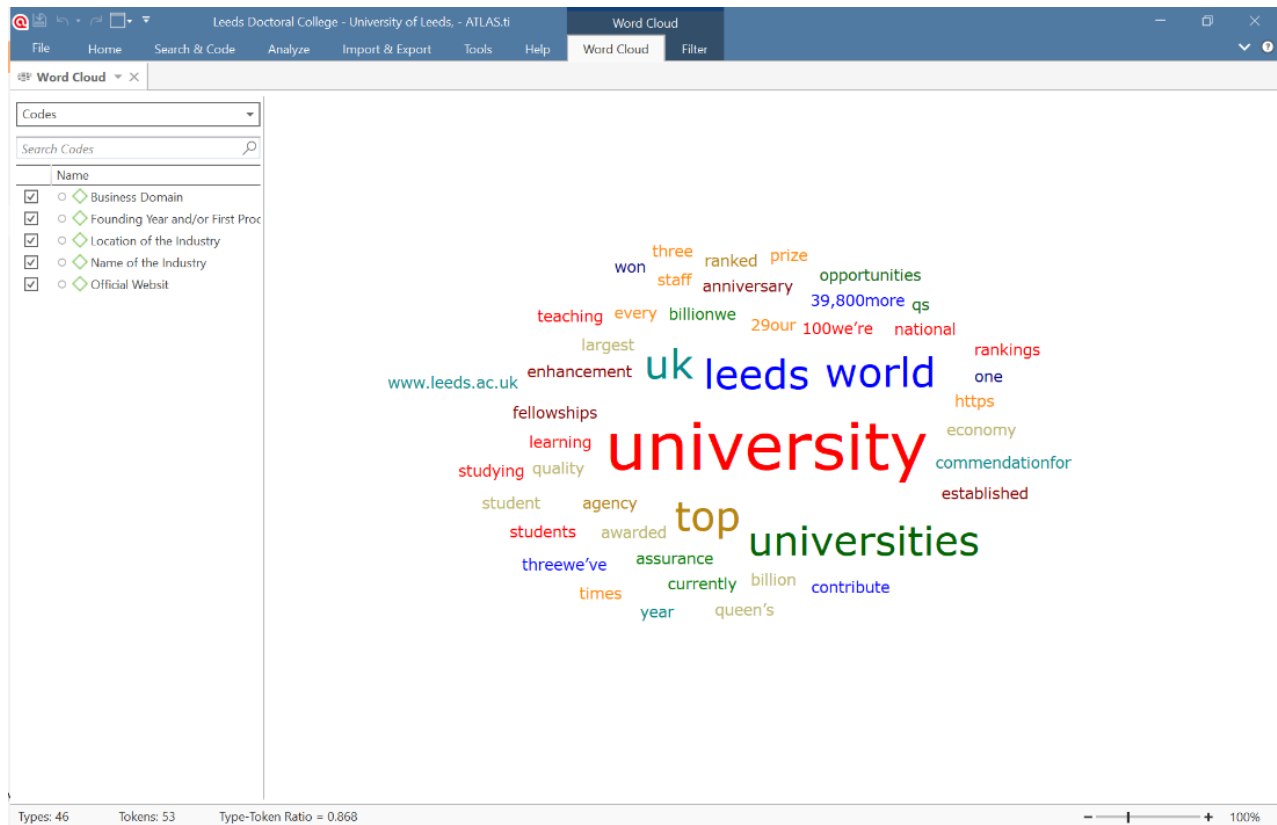 Leeds Doctoral College - University of Leeds, - ATLAS.ti
Word Cloud
File Home Search & Code Analyze Import & Export Tools Help Word Cloud Filter
Word Cloud
Codes
Search Codes
Name
Business Domain
Founding Year and/or First Proc
Location of the Industry
Name of the Industry
Official Websit
three
won
ranked
prize
staff
anniversary
opportunities
39,800more
qs
teaching
every
billionwe
29our
100we're
national
largest
rankings
www.leeds.ac.uk
enhancement
uk
leeds
world
one
https
fellowships
learning
university
economy
studying
quality
commendationfor
established
student
agency
top
students
awarded
universities
threewe've
assurance
currently
billion
contribute
times
year
queen's
Types: 46 Tokens: 53 Type-Token Ratio = 0.868
100%